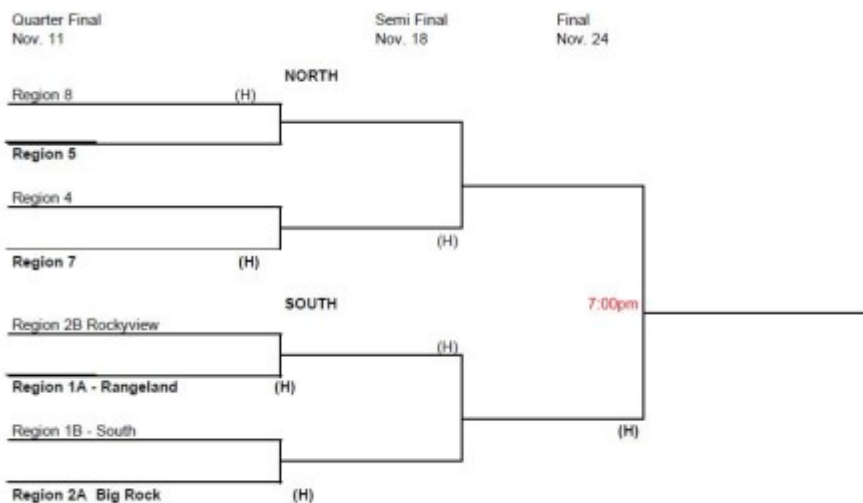 Quarter Final Semi Final Final
Nov. 11 Nov. 18 Nov. 24
NORTH
Region 8 (H)
Region 5
Region 4
(H)
Region 7 (H)
SOUTH 7:00pm
Region 2B Rockyview
(H)
Region 1A - Rangeland (H)
Region 1B - South (H)
Region 2A Big Rock (H)